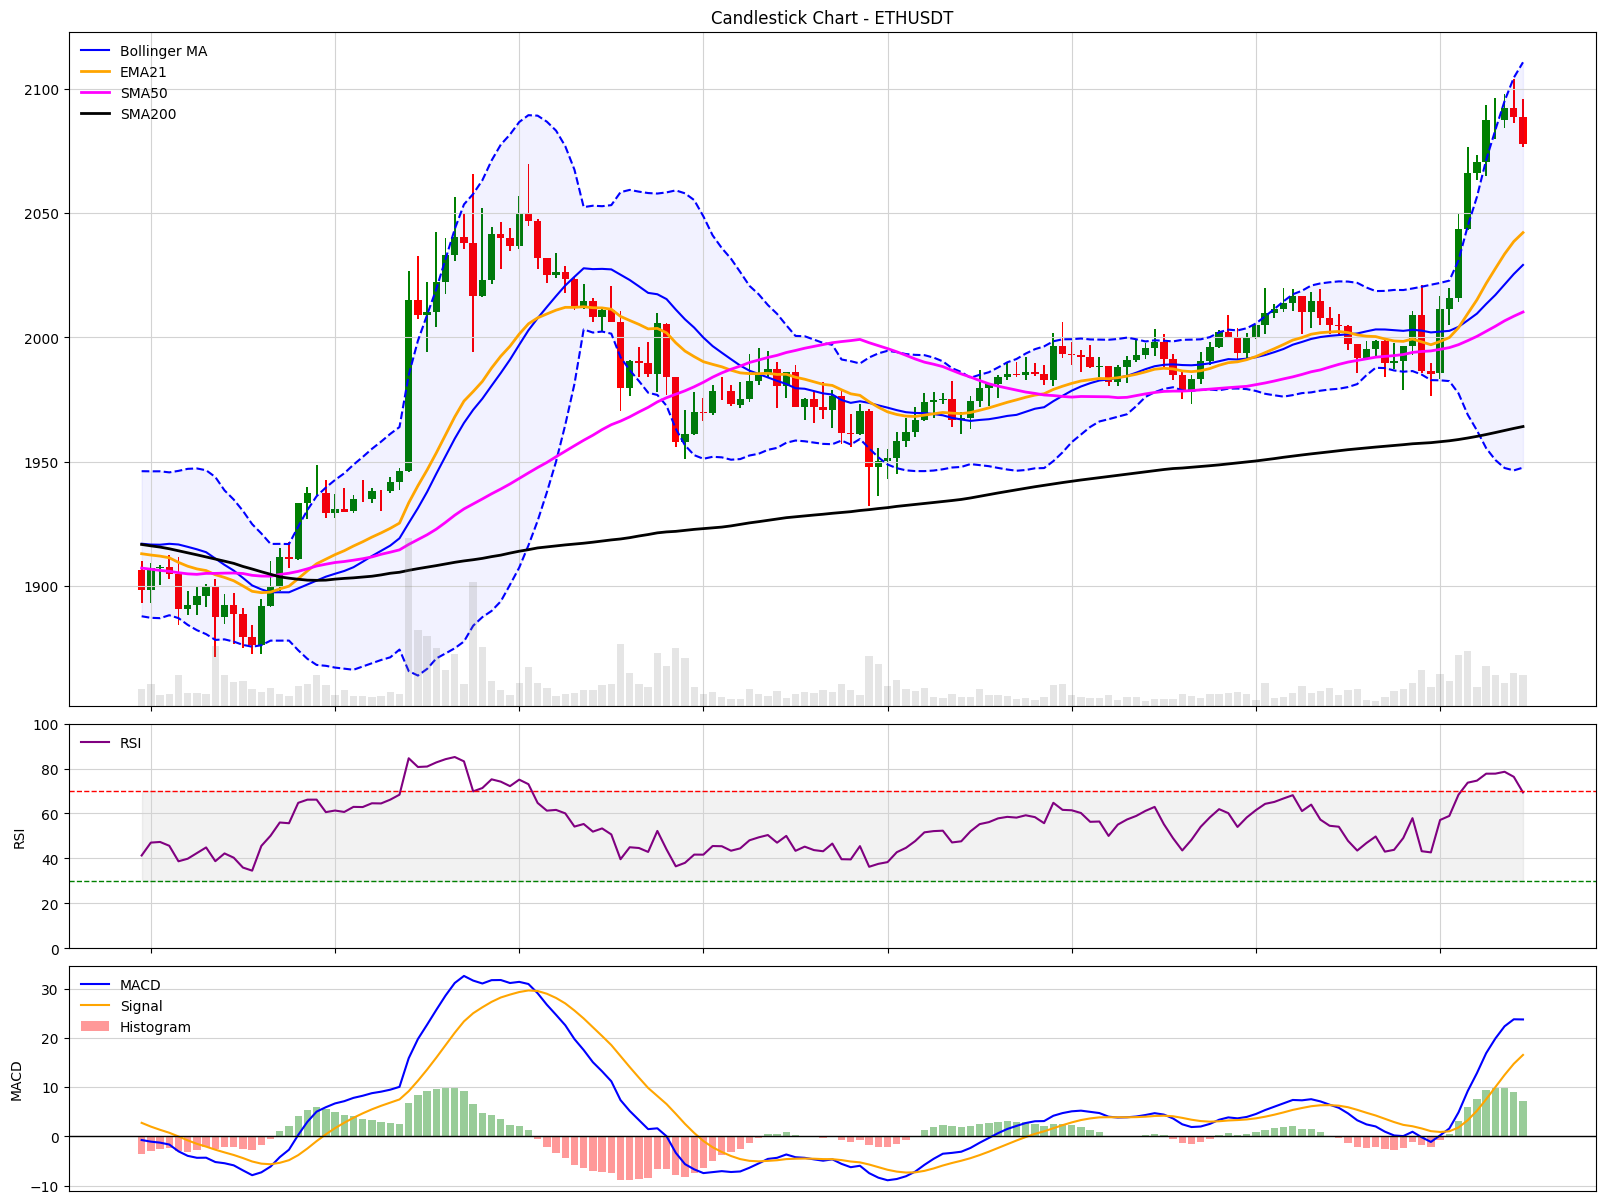 Candlestick Chart - ETHUSDT
Bollinger MA
EMA21
SMA50
SMA200
2100
2050
2000
1950
1900
RSI
100
80
60
40
20
0
RSI
MACD
Signal
Histogram
30
20
10
0
−10
MACD